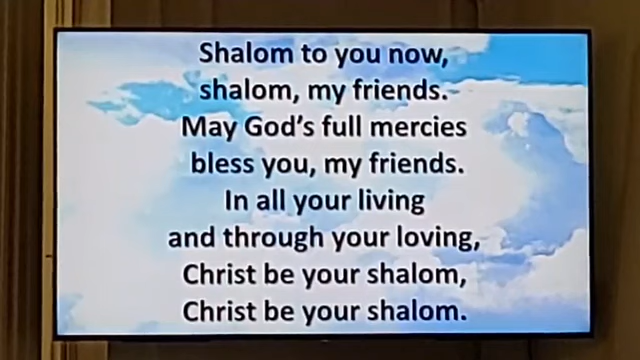 Shalom to you now,
shalom, my friends.
May God's full mercies
bless you, my friends.
In all your living
and through your loving,
Christ be your shalom,
Christ be your shalom.